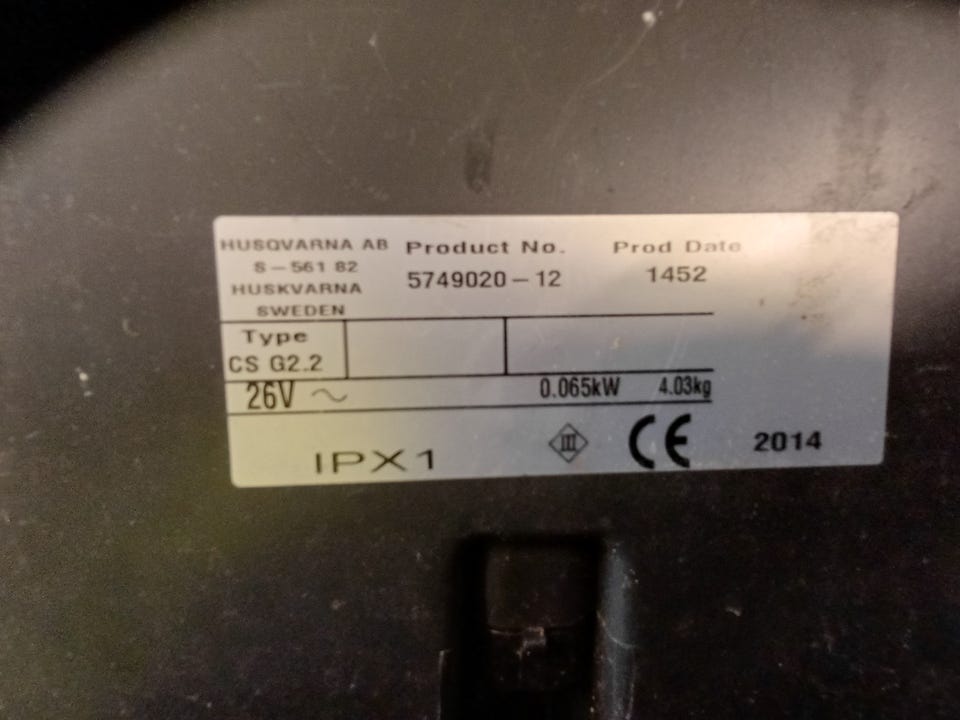 HUSQVARNA AB
S-561 82
HUSKVARNA
SWEDEN
Product No.
5749020-12
Prod Date
1452
Type
CS G2.2
26V ~ 0.065kW 4.03kg
IPX1 III CE 2014